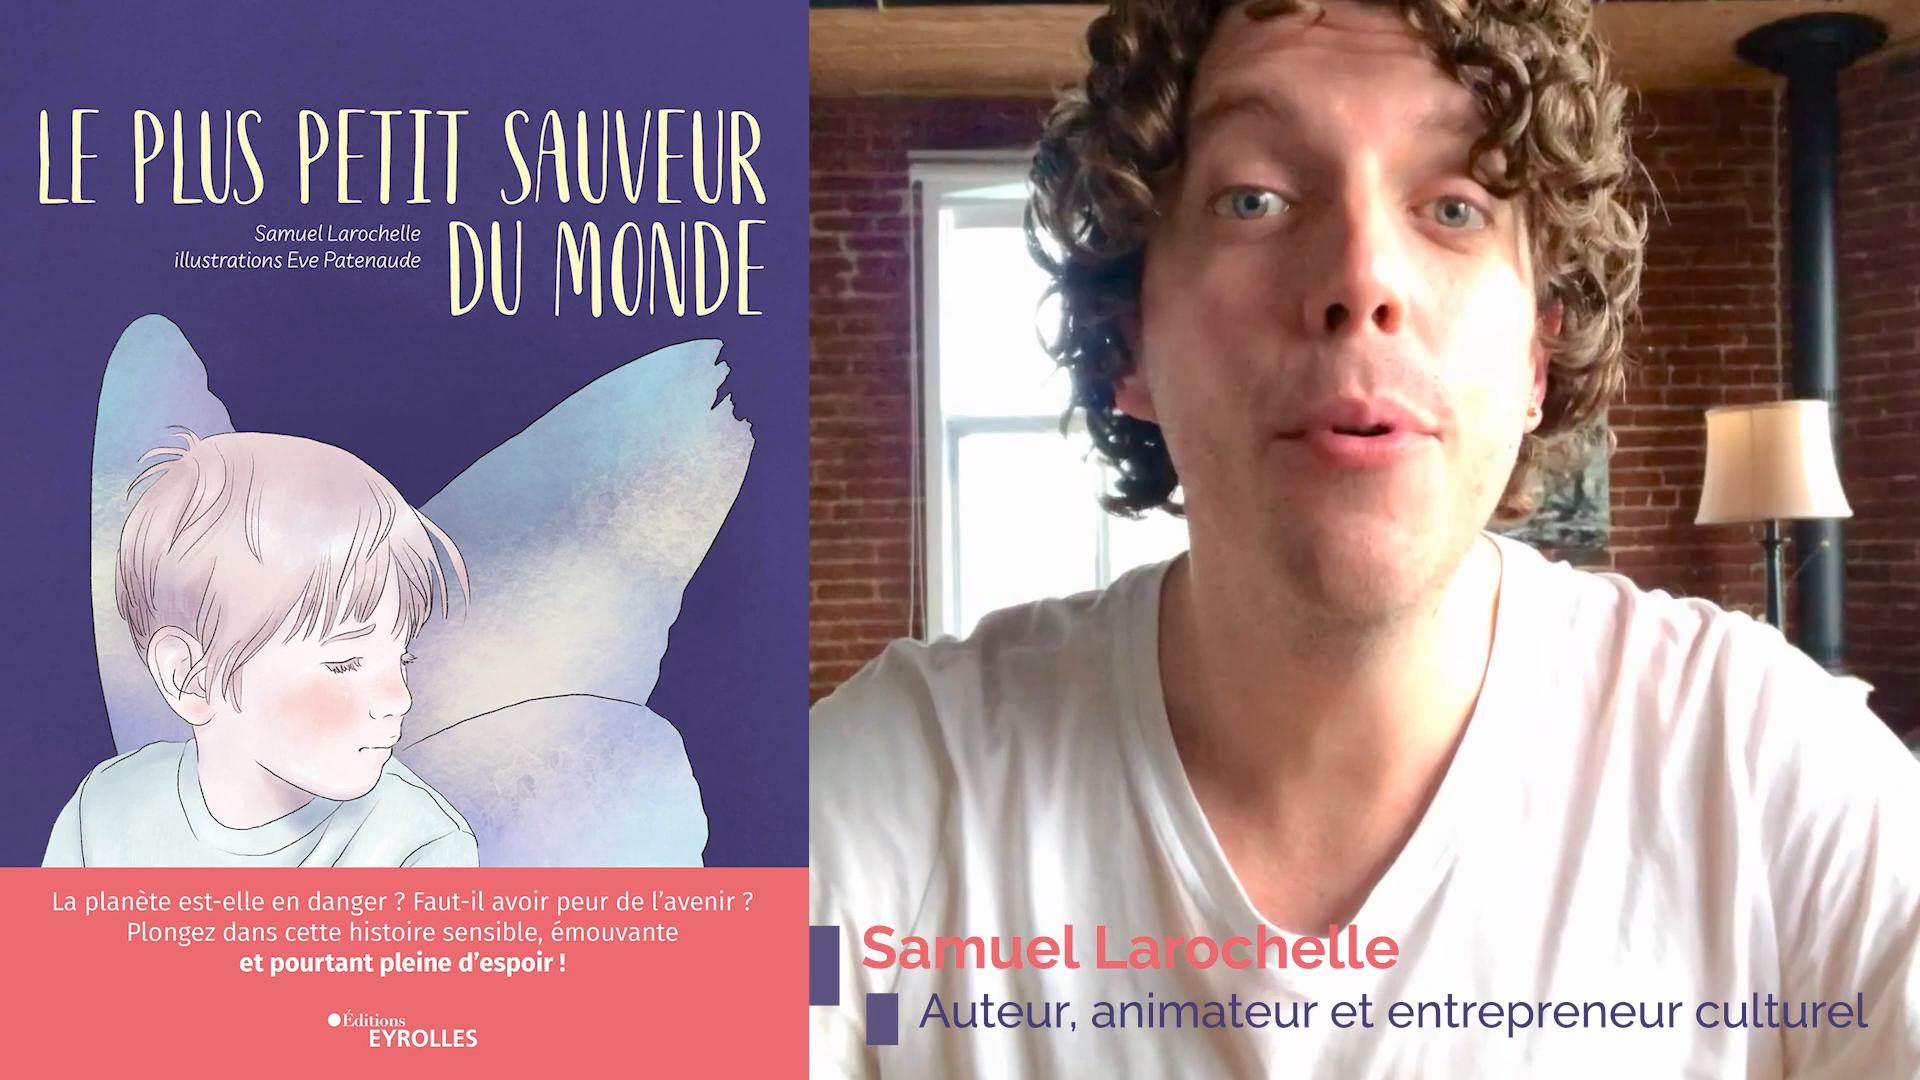 LE PLUS PETIT SAUVEUR
DU MONDE
Samuel Larochelle
illustrations Eve Patenaude
La planète est-elle en danger ? Faut-il avoir peur de l'avenir ?
Plongez dans cette histoire sensible, émouvante
et pourtant pleine d'espoir !
Éditions
EYROLLES
Samuel Larochelle
Auteur, animateur et entrepreneur culturel